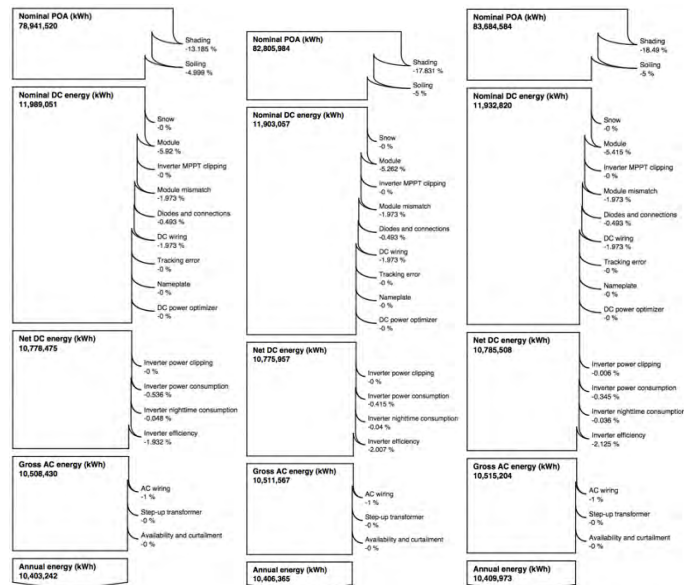 Nominal POA (kWh)
78,941,520
Shading
-13.185 %
Soiling
-4.998 %
Nominal DC energy (kWh)
11,989,051
Snow
-0 %
Module
-5.92 %
Inverter MPPT clipping
-0 %
Module mismatch
-1.973 %
Diodes and connections
-0.493 %
DC wiring
-1.973 %
Tracking error
-0 %
Nameplate
-0 %
DC power optimizer
-0 %
Net DC energy (kWh)
10,778,475
Inverter power clipping
-0 %
Inverter power consumption
-0.536 %
Inverter nighttime consumption
-0.048 %
Inverter efficiency
-1.932 %
Gross AC energy (kWh)
10,508,430
AC wiring
-1 %
Step-up transformer
-0 %
Availability and curtailment
-0 %
Annual energy (kWh)
10,403,242
Nominal POA (kWh)
82,805,984
Shading
-17.831 %
Soiling
-5 %
Nominal DC energy (kWh)
11,903,057
Snow
-0 %
Module
-5.262 %
Inverter MPPT clipping
-0 %
Module mismatch
-1.973 %
Diodes and connections
-0.493 %
DC wiring
-1.973 %
Tracking error
-0 %
Nameplate
-0 %
DC power optimizer
-0 %
Net DC energy (kWh)
10,775,957
Inverter power clipping
-0 %
Inverter power consumption
-0.415 %
Inverter nighttime consumption
-0.04 %
Inverter efficiency
-2.007 %
Gross AC energy (kWh)
10,511,567
AC wiring
-1 %
Step-up transformer
-0 %
Availability and curtailment
-0 %
Annual energy (kWh)
10,406,365
Nominal POA (kWh)
83,684,584
Shading
-18.49 %
Soiling
-5 %
Nominal DC energy (kWh)
11,932,820
Snow
-0 %
Module
-5.415 %
Inverter MPPT clipping
-0 %
Module mismatch
-1.973 %
Diodes and connections
-0.493 %
DC wiring
-1.973 %
Tracking error
-0 %
Nameplate
-0 %
DC power optimizer
-0 %
Net DC energy (kWh)
10,785,508
Inverter power clipping
-0.006 %
Inverter power consumption
-0.345 %
Inverter nighttime consumption
-0.036 %
Inverter efficiency
-2.125 %
Gross AC energy (kWh)
10,515,204
AC wiring
-1 %
Step-up transformer
-0 %
Availability and curtailment
-0 %
Annual energy (kWh)
10,409,973